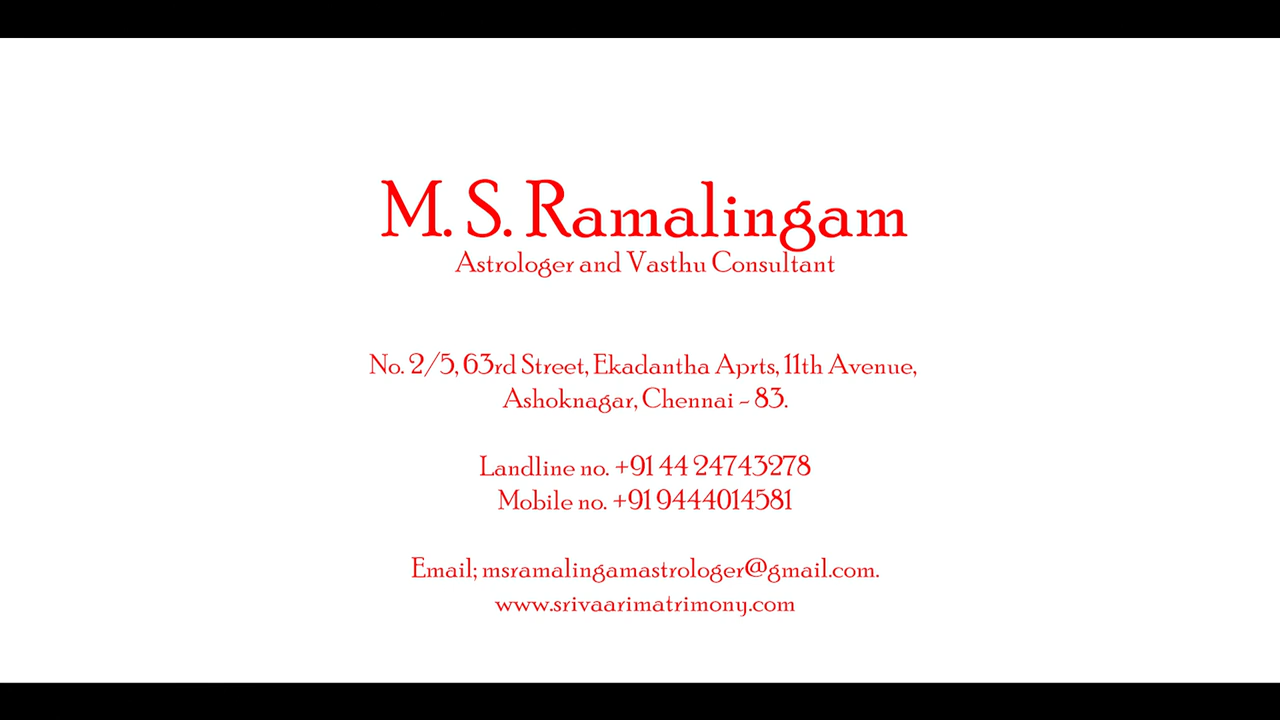 M. S. Ramalingam
Astrologer and Vasthu Consultant
No. 2/5, 63rd Street, Ekadantha Aprts, 11th Avenue,
Ashoknagar, Chennai - 83.
Landline no. +91 44 24743278
Mobile no. +91 9444014581
Email; msramalingamastrologer@gmail.com.
www.srivaarimatrimony.com